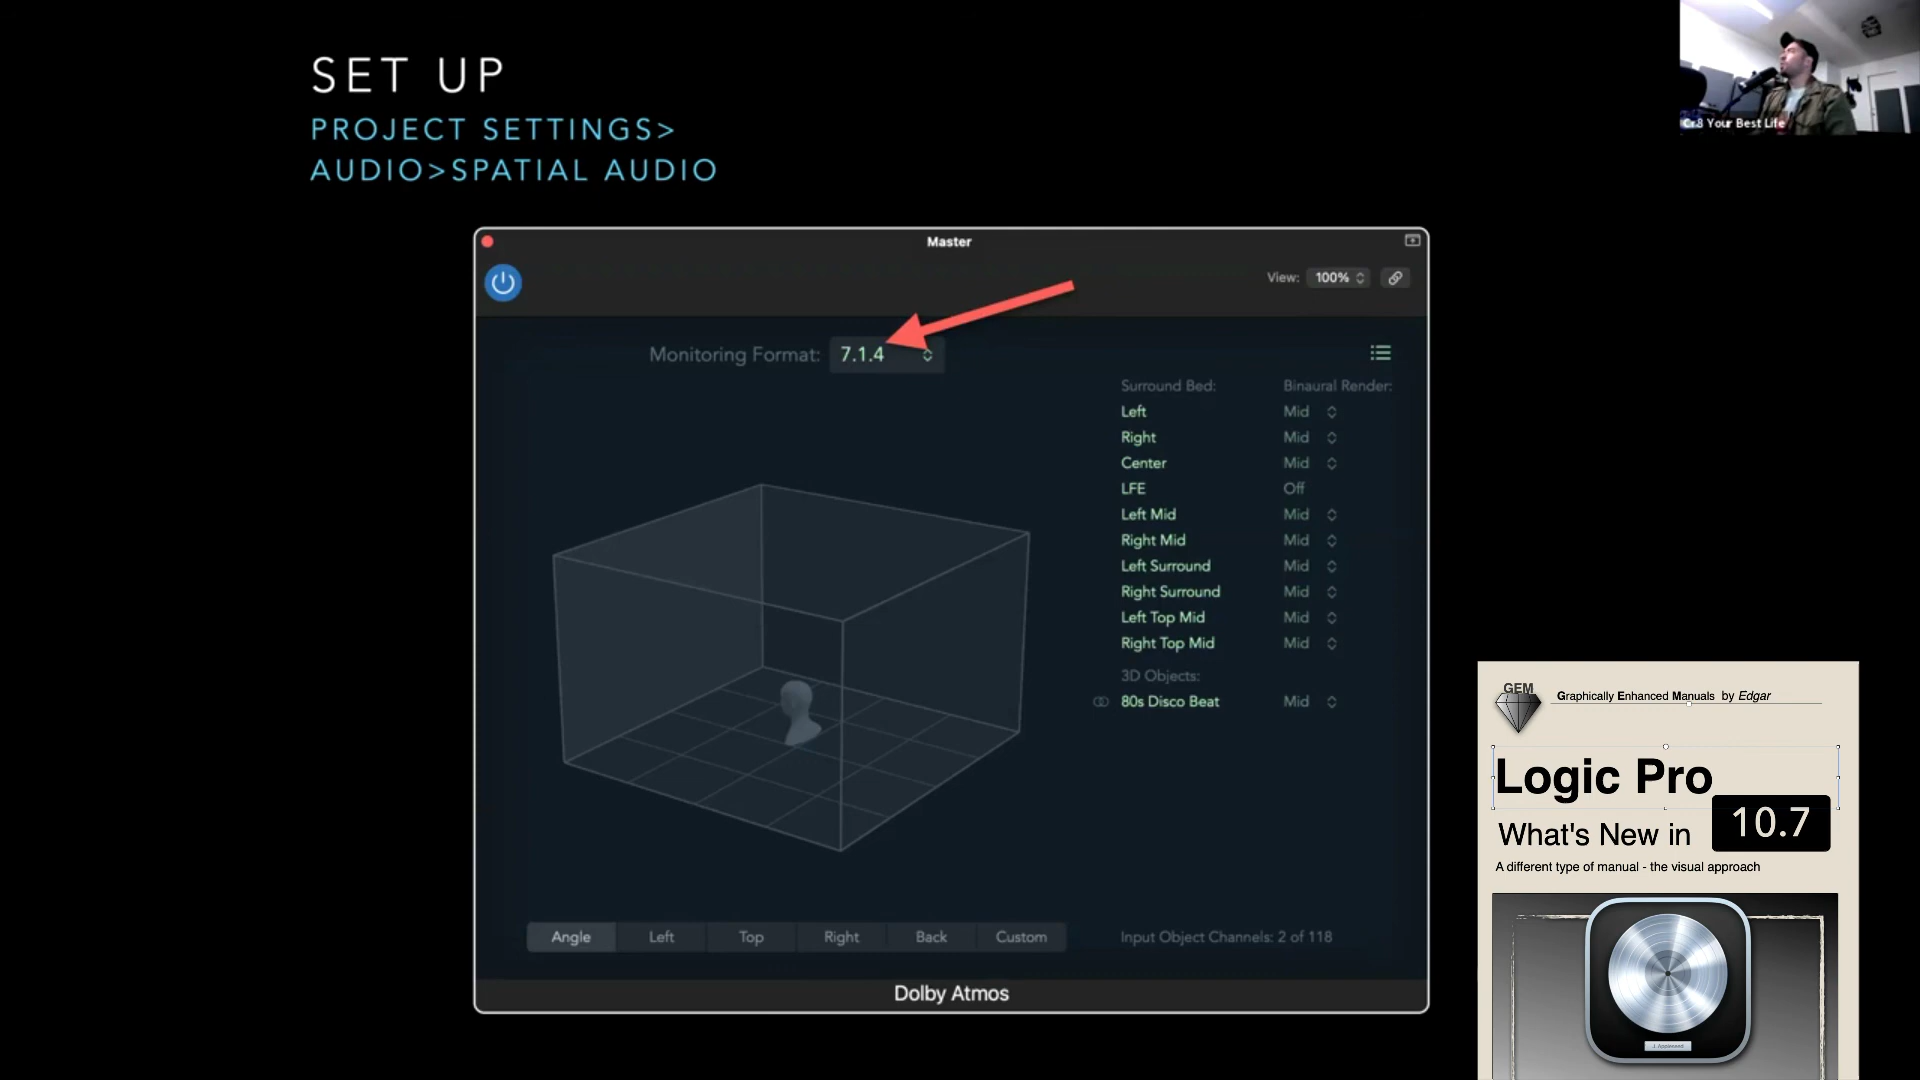 SET UP
PROJECT SETTINGS>
AUDIO>SPATIAL AUDIO
Cr8 Your Best Life
Master
View: 100%
Monitoring Format: 7.1.4
Surround Bed: Binaural Render:
Left Mid
Right Mid
Center Mid
LFE Off
Left Mid Mid
Right Mid Mid
Left Surround Mid
Right Surround Mid
Left Top Mid Mid
Right Top Mid Mid
3D Objects:
80s Disco Beat Mid
Angle Left Top Right Back Custom
Input Object Channels: 2 of 118
Dolby Atmos
GEM
Graphically Enhanced Manuals by Edgar
Logic Pro
What's New in 10.7
A different type of manual - the visual approach